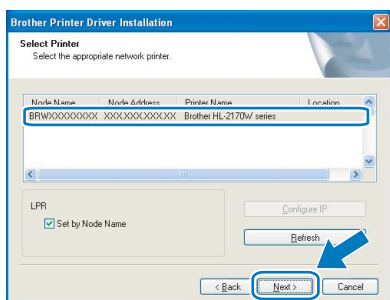 Brother Printer Driver Installation
Select Printer
Select the appropriate network printer.
Node Name Node Address Printer Name Location
BRWXXXXXXXX XXX.XXX.XXX.XX Brother HL-2170W series
LPR
Set by Node Name
Configure IP
Refresh
< Back Next > Cancel